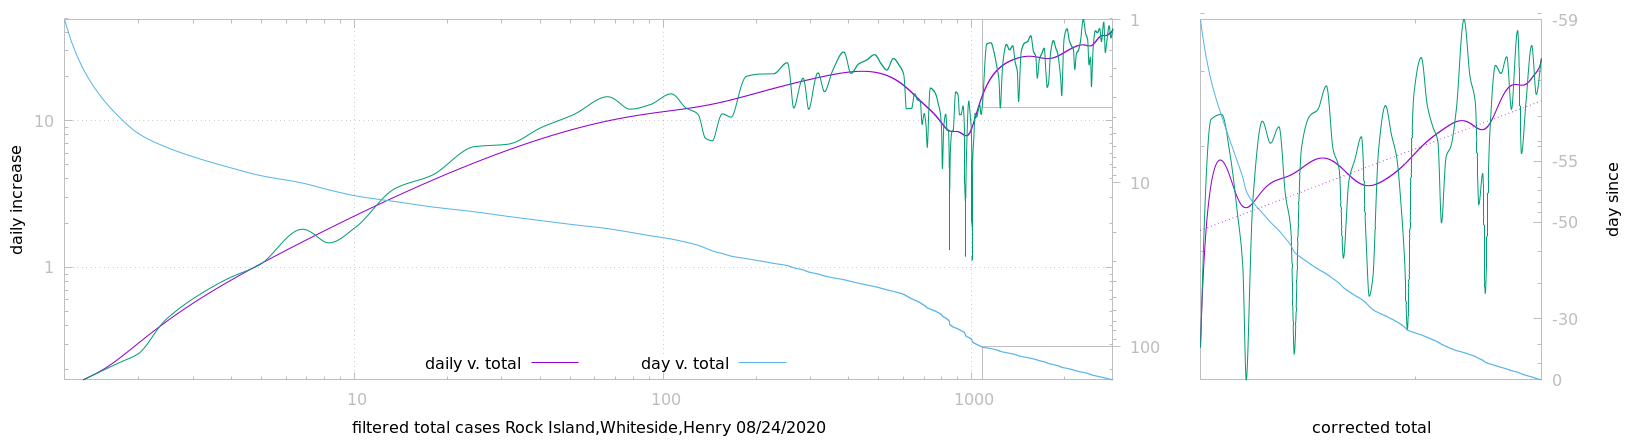 daily increase
10
1
daily v. total
day v. total
10
100
1000
1
10
100
filtered total cases Rock Island,Whiteside,Henry 08/24/2020
-59
-55
-50
-30
0
day since
corrected total